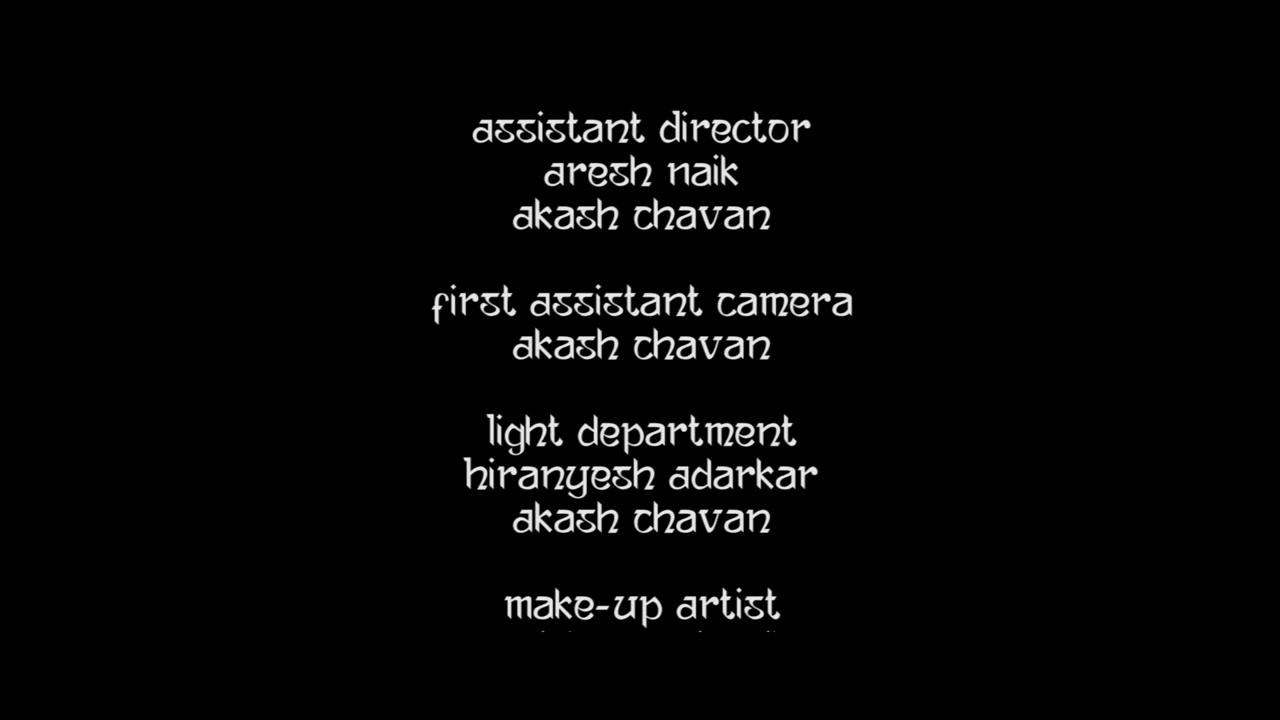 assistant director
aresh naik
akash chavan
first assistant camera
akash chavan
light department
hiranyesh adarkar
akash chavan
make-up artist